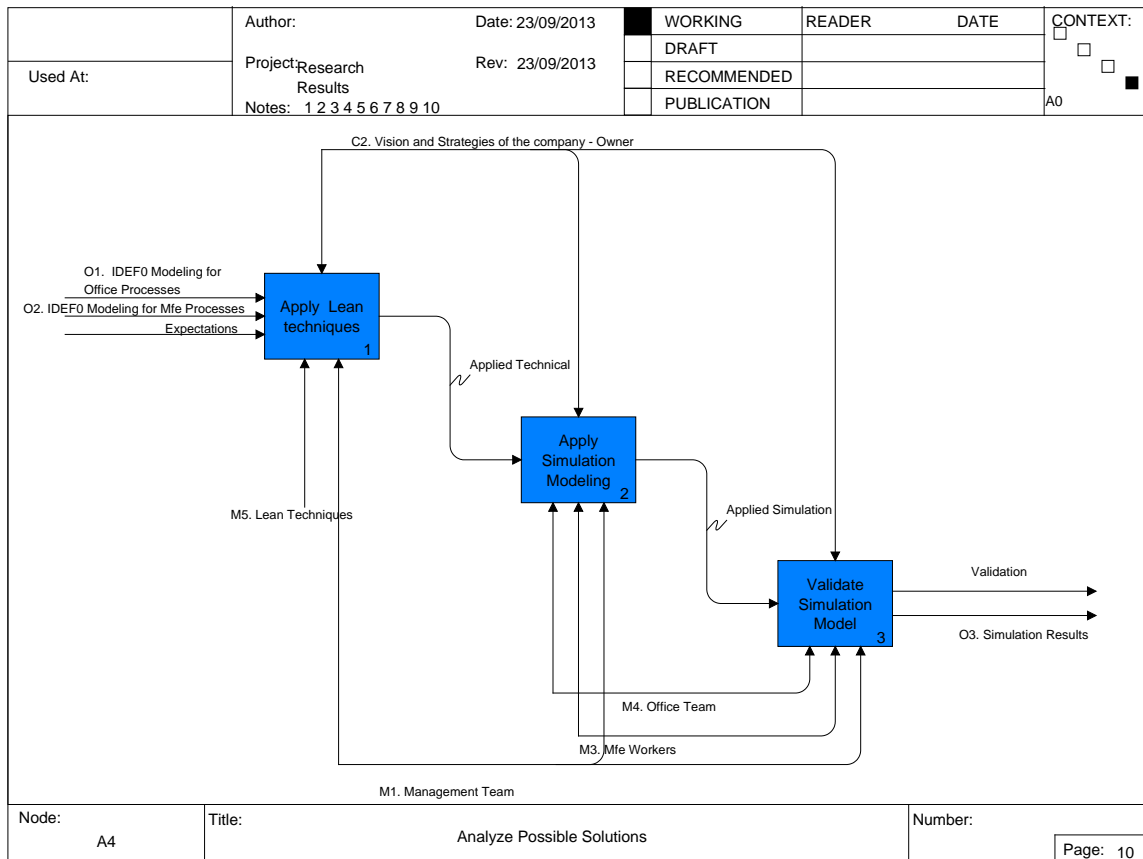 Used At:
Author:
Date: 23/09/2013
Project: Research
Results
Rev: 23/09/2013
Notes: 1 2 3 4 5 6 7 8 9 10
WORKING
DRAFT
RECOMMENDED
PUBLICATION
READER
DATE
CONTEXT:
A0
C2. Vision and Strategies of the company - Owner
O1. IDEF0 Modeling for
Office Processes
O2. IDEF0 Modeling for Mfe Processes
Expectations
Apply Lean
techniques
1
Applied Technical
M5. Lean Techniques
Apply
Simulation
Modeling
2
Applied Simulation
Validate
Simulation
Model
3
Validation
O3. Simulation Results
M4. Office Team
M3. Mfe Workers
M1. Management Team
Node:
A4
Title:
Analyze Possible Solutions
Number:
Page: 10